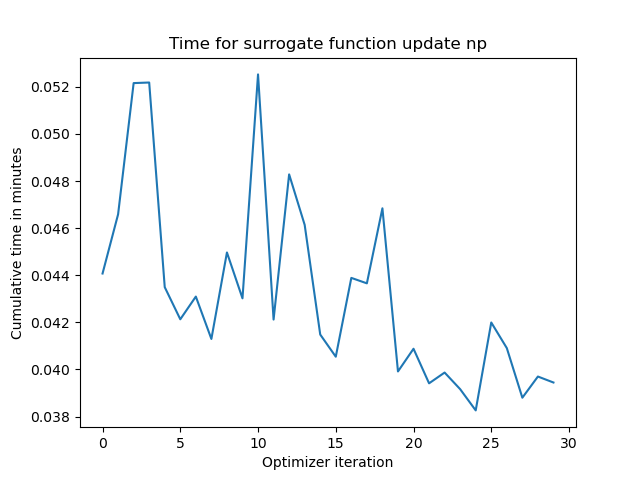 Time for surrogate function update np
Cumulative time in minutes
0.052
0.050
0.048
0.046
0.044
0.042
0.040
0.038
0 5 10 15 20 25 30
Optimizer iteration